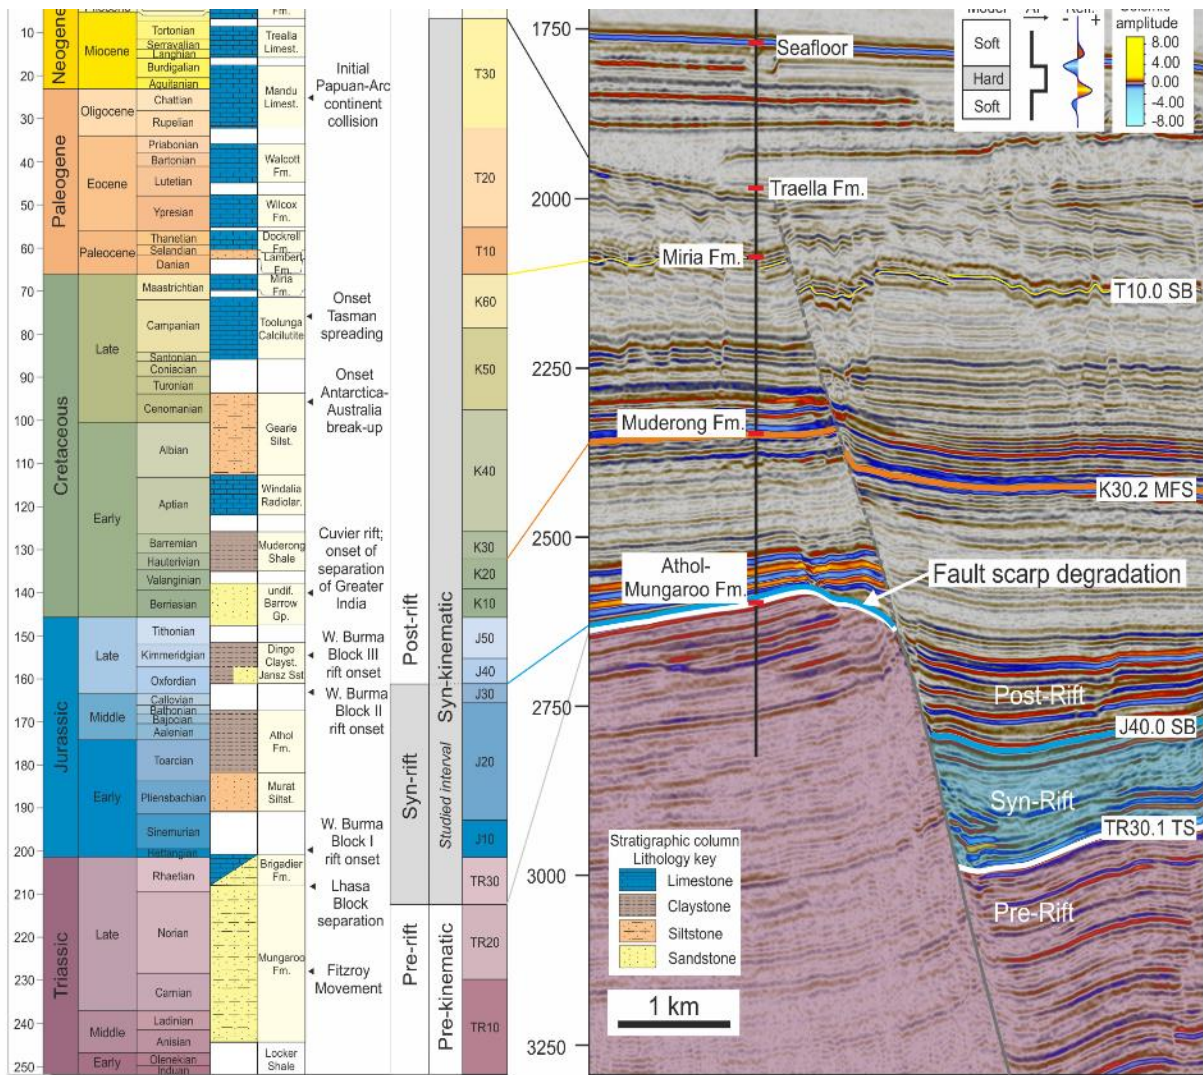 10
20
30
40
50
60
70
80
90
100
110
120
130
140
150
160
170
180
190
200
210
220
230
240
250
Neogene
Paleogene
Cretaceous
Jurassic
Triassic
Miocene
Oligocene
Eocene
Paleocene
Late
Early
Late
Middle
Early
Late
Middle
Early
Tortonian
Serravalian
Langhian
Burdigalian
Aquitanian
Chattian
Rupelian
Priabonian
Bartonian
Lutetian
Ypresian
Thanetian
Selandian
Danian
Maastrichtian
Campanian
Santonian
Coniacian
Turonian
Cenomanian
Albian
Aptian
Barremian
Hauterivian
Valanginian
Berriasian
Tithonian
Kimmeridgian
Oxfordian
Callovian
Bathonian
Bajocian
Aalenian
Toarcian
Pliensbachian
Sinemurian
Hettangian
Rhaetian
Norian
Carnian
Ladinian
Anisian
Olenekian
Induan
Fm.
Trealla
Limest.
Mandu
Limest.
Walcott
Fm.
Wilcox
Fm.
Dockrell
Fm.
Lambert
Fm.
Miria
Fm.
Toolunga
Calcilutite
Gearle
Silst.
Windalia
Radiolar.
Muderong
Shale
undif.
Barrow
Gp.
Dingo
Clayst.
Jansz Sst
Athol
Fm.
Murat
Siltst.
Brigadier
Fm.
Mungaroo
Fm.
Locker
Shale
Initial
Papuan-Arc
continent
collision
Onset
Tasman
spreading
Onset
Antarctica-
Australia
break-up
Cuvier rift;
onset of
separation
of Greater
India
W. Burma
Block III
rift onset
W. Burma
Block II
rift onset
W. Burma
Block I
rift onset
Lhasa
Block
separation
Fitzroy
Movement
Post-rift
Syn-rift
Pre-rift
Syn-kinematic
Studied interval
Pre-kinematic
T30
T20
T10
K60
K50
K40
K30
K20
K10
J50
J40
J30
J20
J10
TR30
TR20
TR10
1750
2000
2250
2500
2750
3000
3250
Model
AI
Refl.
- +
Soft
Hard
Soft
Seismic
amplitude
8.00
4.00
0.00
-4.00
-8.00
Seafloor
Traella Fm.
Miria Fm.
T10.0 SB
Muderong Fm.
K30.2 MFS
Athol-
Mungaroo Fm.
Fault scarp degradation
Post-Rift
J40.0 SB
Syn-Rift
TR30.1 TS
Pre-Rift
Stratigraphic column
Lithology key
Limestone
Claystone
Siltstone
Sandstone
1 km